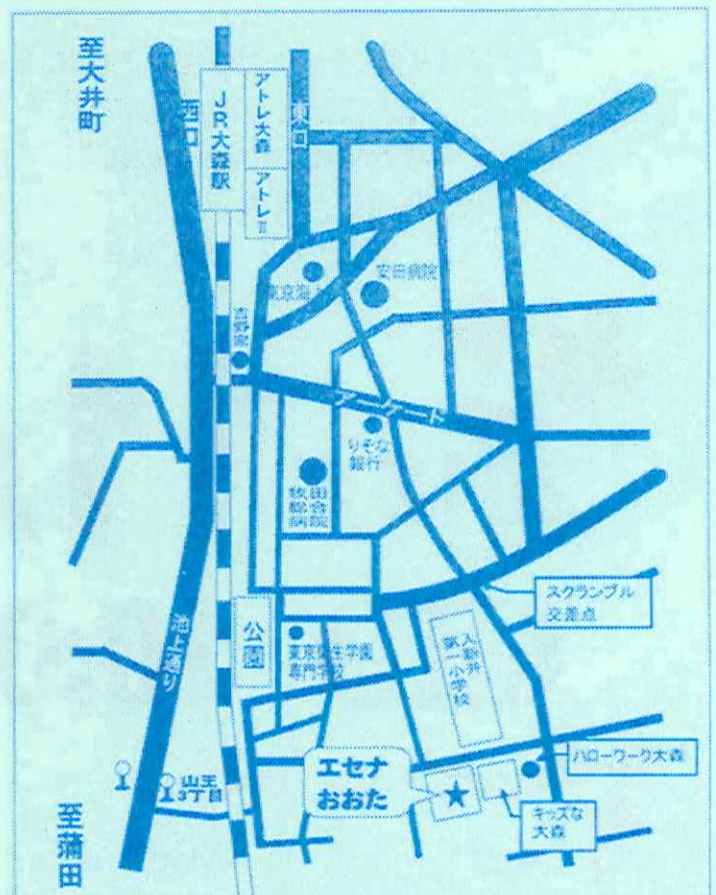 至大井町
西口
JR大森駅
アトレ大森
アトレⅡ
東口
東京海上
安田病院
吉野家
アーケード
りそな
銀行
牧田
総合
病院
スクランブル
交差点
公園
東京衛生学園
専門学校
入新井
第一小学校
池上通り
山王
3丁目
エセナ
おおた
ハローワーク大森
キッズな
大森
至蒲田